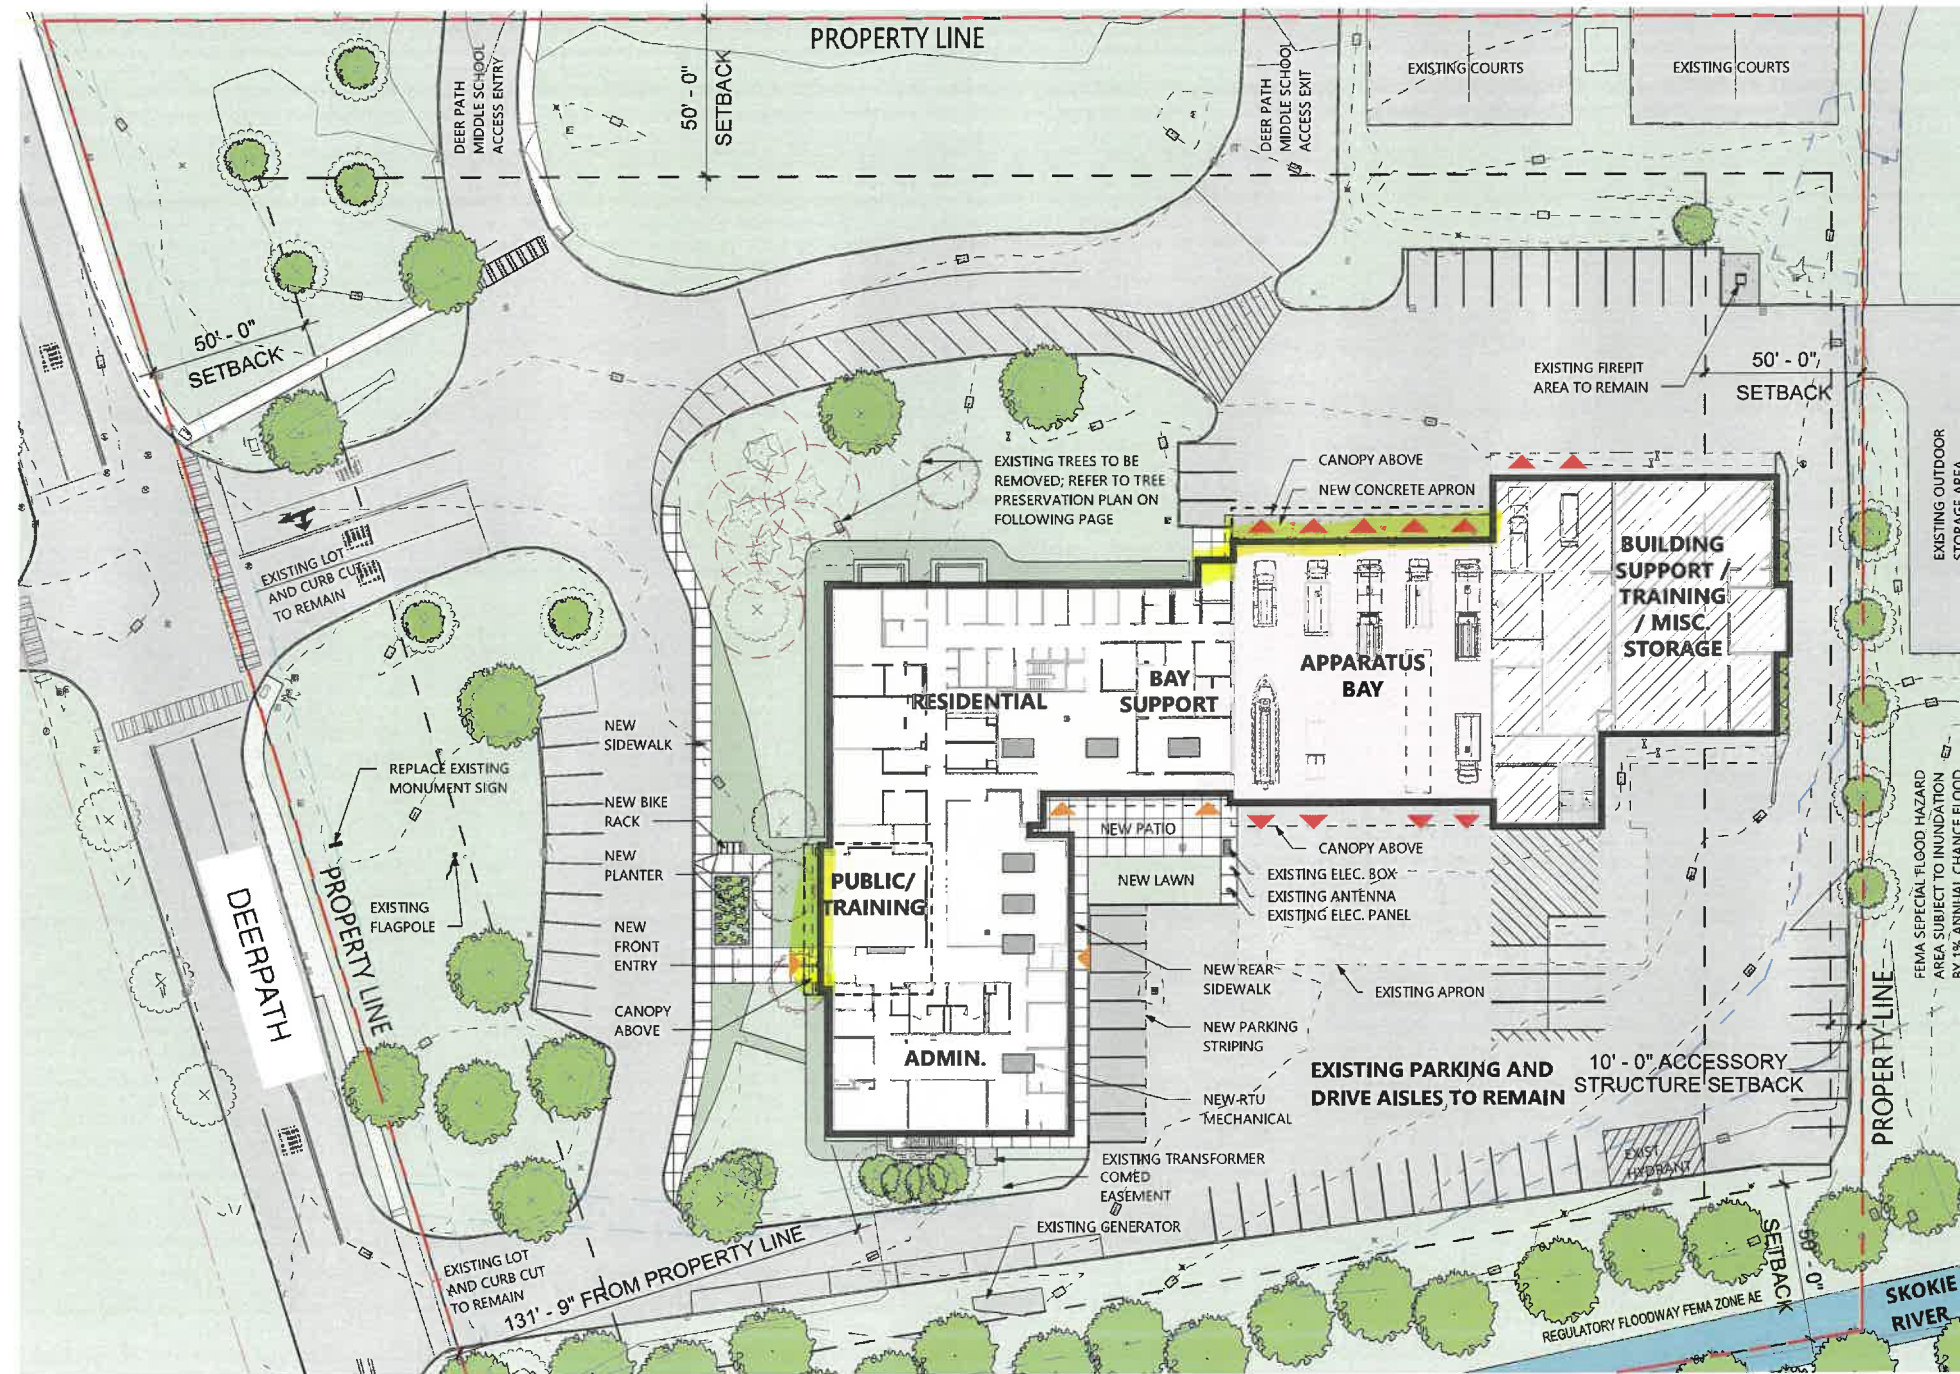 PROPERTY LINE
50' - 0"
SETBACK
DEER PATH
MIDDLE SCHOOL
ACCESS ENTRY
DEER PATH
MIDDLE SCHOOL
ACCESS EXIT
EXISTING COURTS
EXISTING COURTS
50' - 0"
SETBACK
EXISTING FIREPIT
AREA TO REMAIN
50' - 0"
SETBACK
EXISTING OUTDOOR
STORAGE AREA
EXISTING TREES TO BE
REMOVED; REFER TO TREE
PRESERVATION PLAN ON
FOLLOWING PAGE
CANOPY ABOVE
NEW CONCRETE APRON
EXISTING LOT
AND CURB CUT
TO REMAIN
BUILDING
SUPPORT /
TRAINING
/ MISC.
STORAGE
APPARATUS
BAY
BAY
SUPPORT
RESIDENTIAL
NEW
SIDEWALK
REPLACE EXISTING
MONUMENT SIGN
NEW BIKE
RACK
NEW
PLANTER
EXISTING
FLAGPOLE
NEW
FRONT
ENTRY
CANOPY
ABOVE
PUBLIC/
TRAINING
ADMIN.
NEW PATIO
NEW LAWN
CANOPY ABOVE
EXISTING ELEC. BOX
EXISTING ANTENNA
EXISTING ELEC. PANEL
NEW REAR
SIDEWALK
EXISTING APRON
NEW PARKING
STRIPING
NEW RTU
MECHANICAL
EXISTING PARKING AND
DRIVE AISLES TO REMAIN
10' - 0" ACCESSORY
STRUCTURE SETBACK
FEMA SEPECIAL FLOOD HAZARD
AREA SUBJECT TO INUNDATION
BY 1% ANNUAL CHANCE FLOOD
PROPERTY LINE
DEERPATH
PROPERTY LINE
EXIST
HYDRANT
EXISTING TRANSFORMER
COMED
EASEMENT
EXISTING GENERATOR
EXISTING LOT
AND CURB CUT
TO REMAIN
131' - 9" FROM PROPERTY LINE
SETBACK
50' - 0"
REGULATORY FLOODWAY FEMA ZONE AE
SKOKIE
RIVER